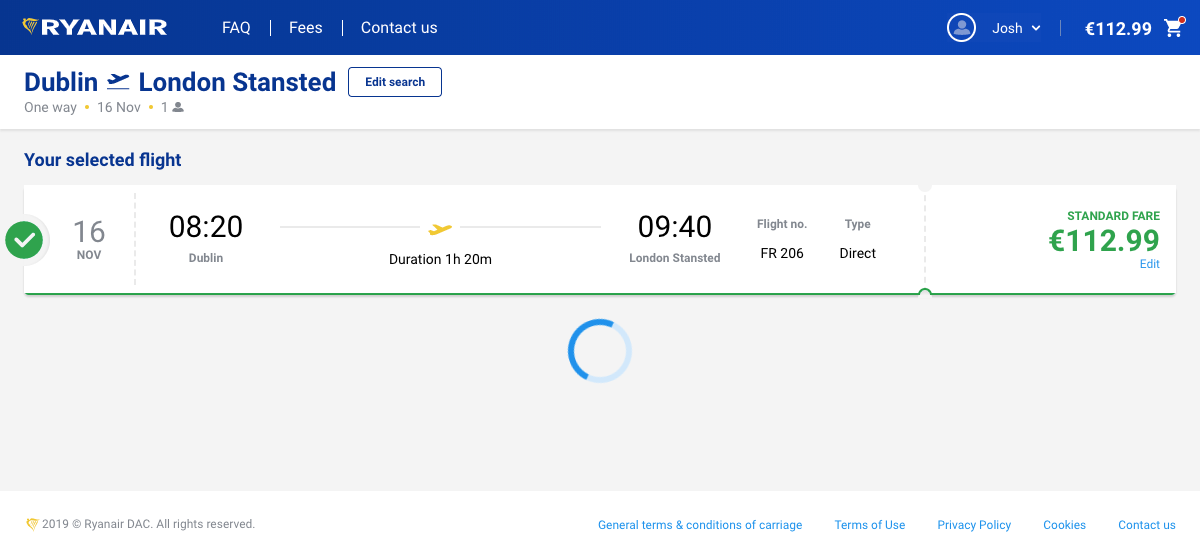 RYANAIR FAQ Fees Contact us Josh €112.99
Dublin London Stansted Edit search
One way • 16 Nov • 1
Your selected flight
16
NOV
08:20
Dublin
Duration 1h 20m
09:40
London Stansted
Flight no.
FR 206
Type
Direct
STANDARD FARE
€112.99
Edit
2019 © Ryanair DAC. All rights reserved.
General terms & conditions of carriage Terms of Use Privacy Policy Cookies Contact us